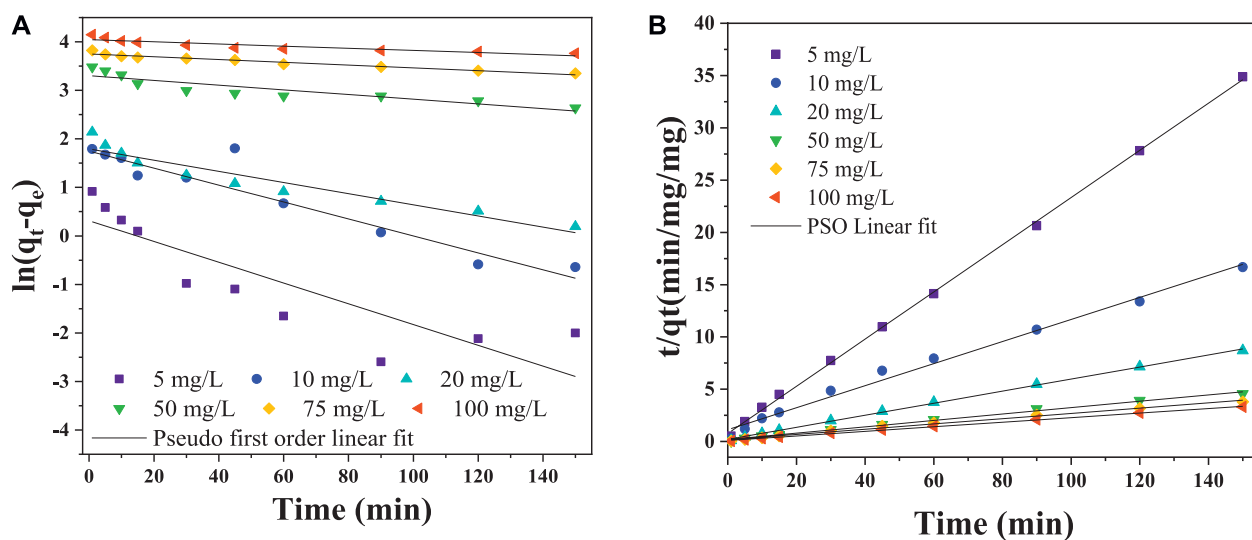 A
ln(qt-qe)
4
3
2
1
0
-1
-2
-3
-4
5 mg/L 10 mg/L 20 mg/L
50 mg/L 75 mg/L 100 mg/L
Pseudo first order linear fit
0 20 40 60 80 100 120 140
Time (min)
B
t/qt(min/mg/mg)
40
35
30
25
20
15
10
5
0
5 mg/L
10 mg/L
20 mg/L
50 mg/L
75 mg/L
100 mg/L
PSO Linear fit
20 40 60 80 100 120 140
Time (min)